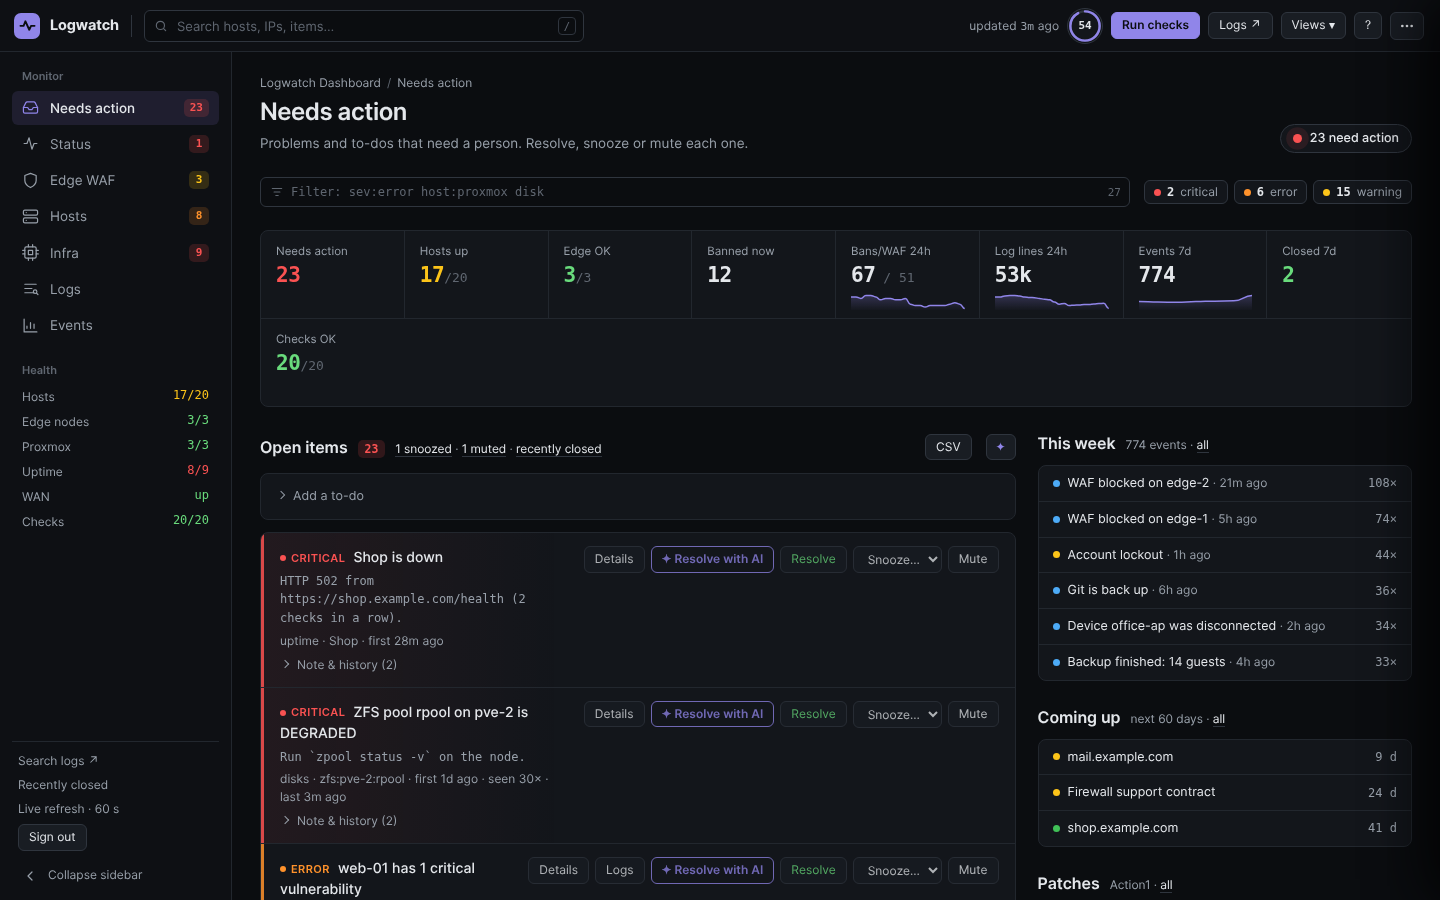 Logwatch
Search hosts, IPs, items...
/
updated 3m ago
54
Run checks
Logs ↗
Views ▾
?
···
Monitor
Needs action 23
Status 1
Edge WAF 3
Hosts 8
Infra 9
Logs
Events
Health
Hosts 17/20
Edge nodes 3/3
Proxmox 3/3
Uptime 8/9
WAN up
Checks 20/20
Search logs ↗
Recently closed
Live refresh · 60 s
Sign out
Collapse sidebar
Logwatch Dashboard / Needs action
Needs action
Problems and to-dos that need a person. Resolve, snooze or mute each one.
23 need action
Filter: sev:error host:proxmox disk 27
2 critical
6 error
15 warning
Needs action
23
Hosts up
17/20
Edge OK
3/3
Banned now
12
Bans/WAF 24h
67 / 51
Log lines 24h
53k
Events 7d
774
Closed 7d
2
Checks OK
20/20
Open items 23 1 snoozed · 1 muted · recently closed
CSV
✦
Add a to-do
CRITICAL Shop is down
Details ✦ Resolve with AI Resolve Snooze... Mute
HTTP 502 from
https://shop.example.com/health (2
checks in a row).
uptime · Shop · first 28m ago
Note & history (2)
CRITICAL ZFS pool rpool on pve-2 is
DEGRADED
Details ✦ Resolve with AI Resolve Snooze... Mute
Run `zpool status -v` on the node.
disks · zfs:pve-2:rpool · first 1d ago · seen 30× ·
last 3m ago
Note & history (2)
ERROR web-01 has 1 critical
vulnerability
Details Logs ✦ Resolve with AI Resolve Snooze... Mute
This week 774 events · all
WAF blocked on edge-2 · 21m ago 108×
WAF blocked on edge-1 · 5h ago 74×
Account lockout · 1h ago 44×
Git is back up · 6h ago 36×
Device office-ap was disconnected · 2h ago 34×
Backup finished: 14 guests · 4h ago 33×
Coming up next 60 days · all
mail.example.com 9 d
Firewall support contract 24 d
shop.example.com 41 d
Patches Action1 · all